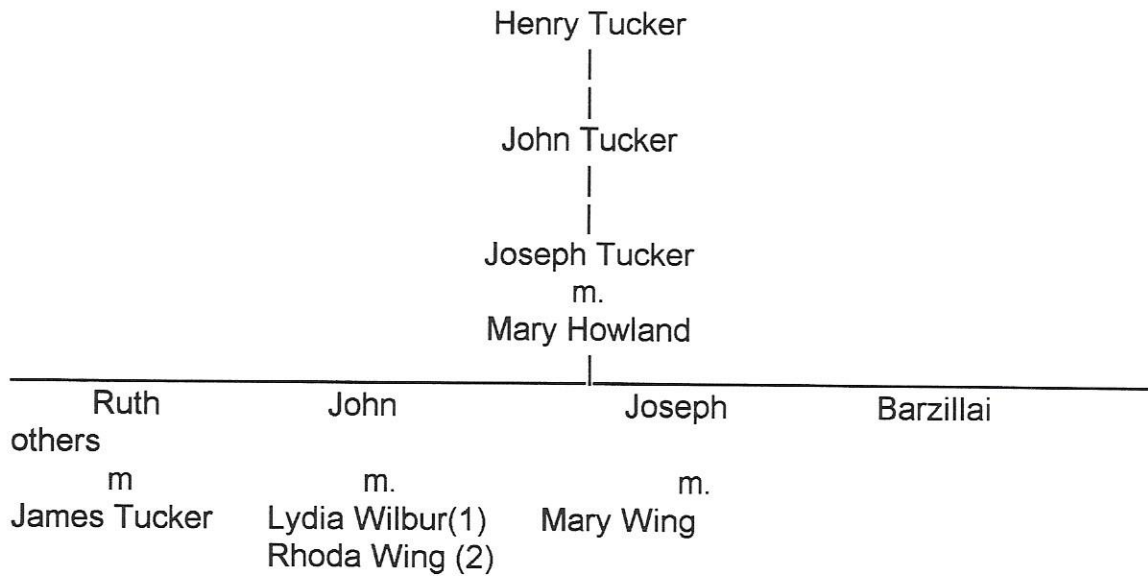 Henry Tucker
John Tucker
Joseph Tucker
m.
Mary Howland
Ruth John Joseph Barzillai
others
m m. m.
James Tucker Lydia Wilbur(1) Mary Wing
Rhoda Wing (2)